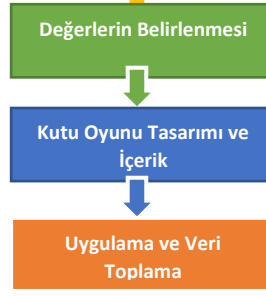 Değerlerin Belirlenmesi
Kutu Oyunu Tasarımı ve
İçerik
Uygulama ve Veri
Toplama